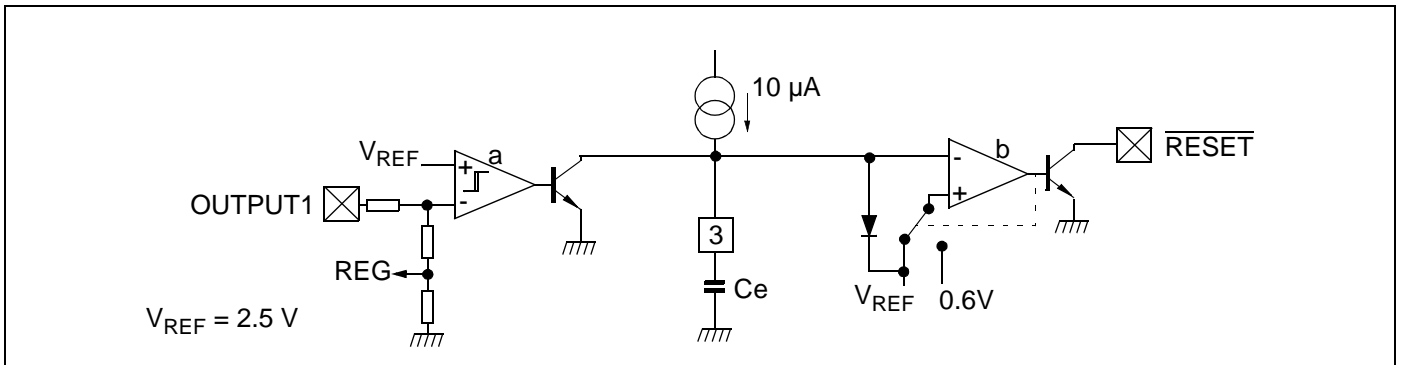 10 µA
V_REF
+
a
-
OUTPUT1
REG
V_REF = 2.5 V
3
Ce
-
b
+
RESET
V_REF
0.6V